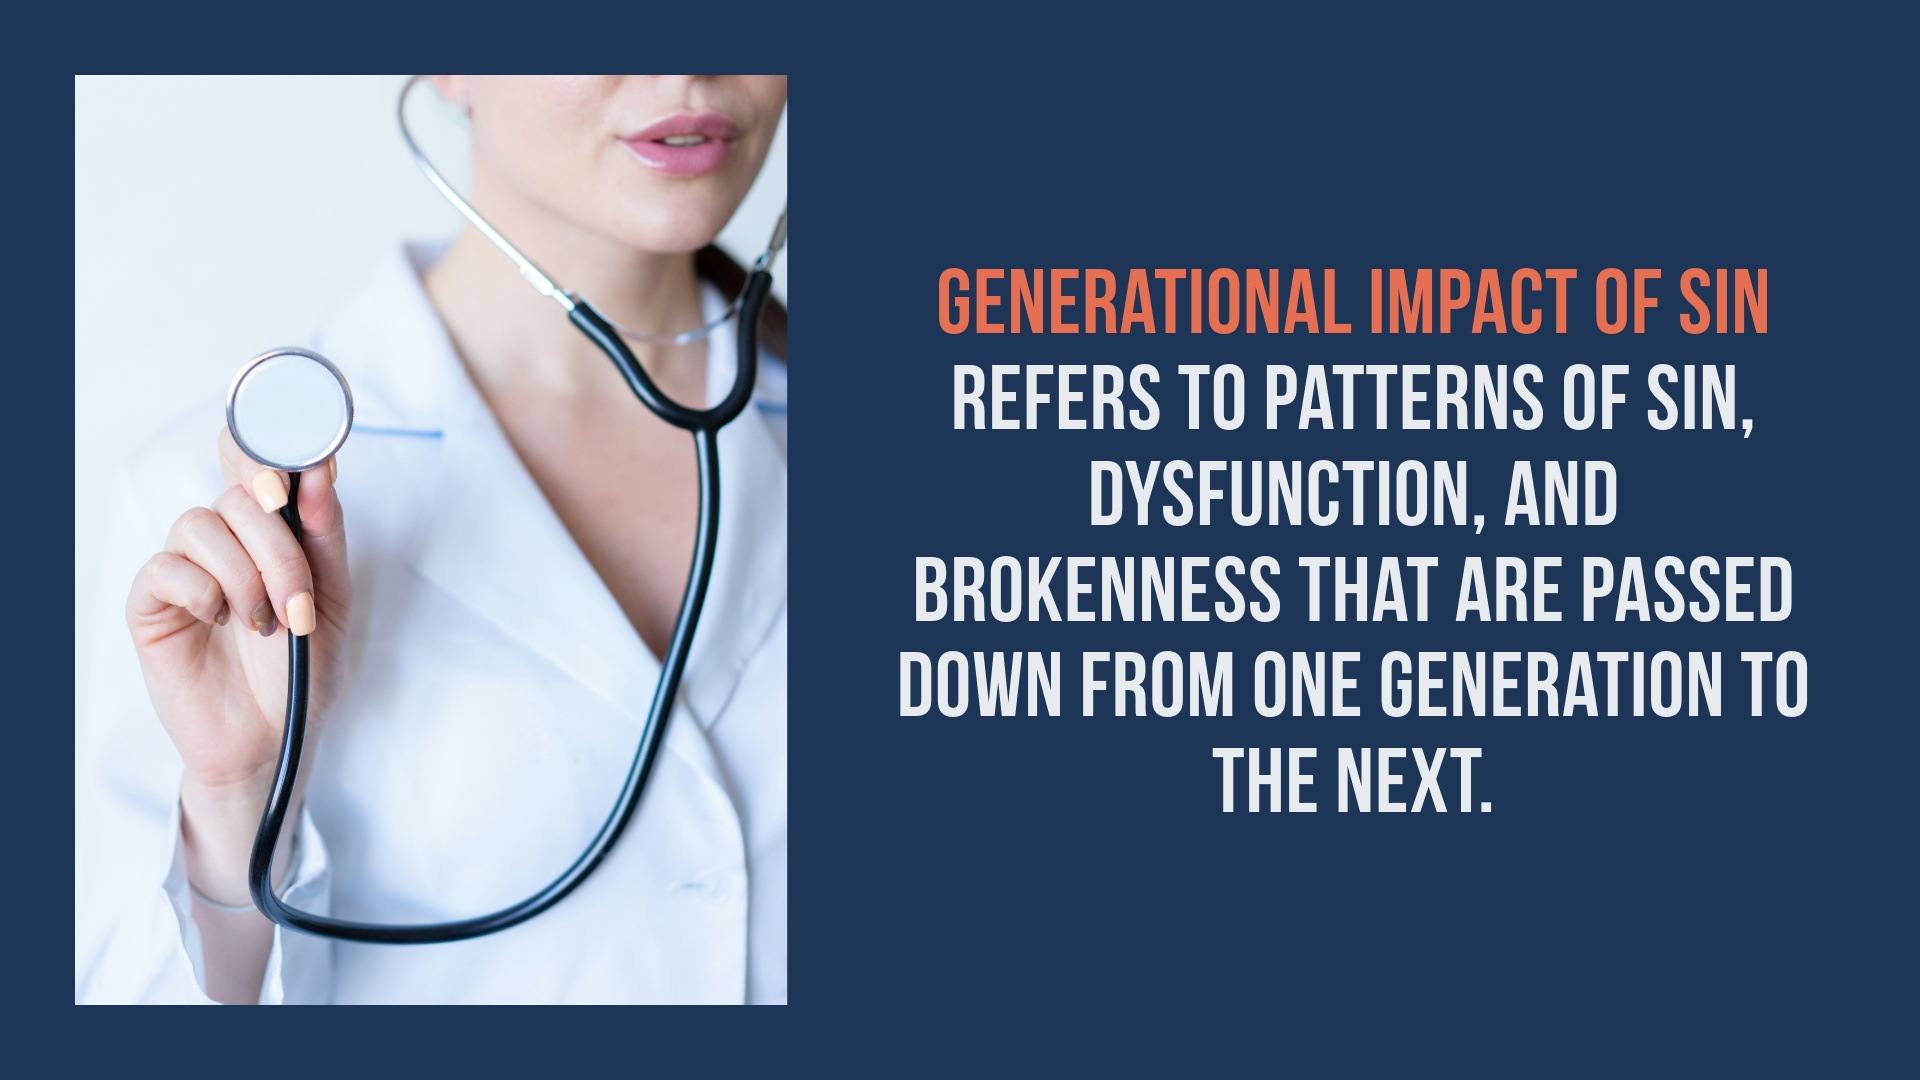 GENERATIONAL IMPACT OF SIN
REFERS TO PATTERNS OF SIN,
DYSFUNCTION, AND
BROKENNESS THAT ARE PASSED
DOWN FROM ONE GENERATION TO
THE NEXT.